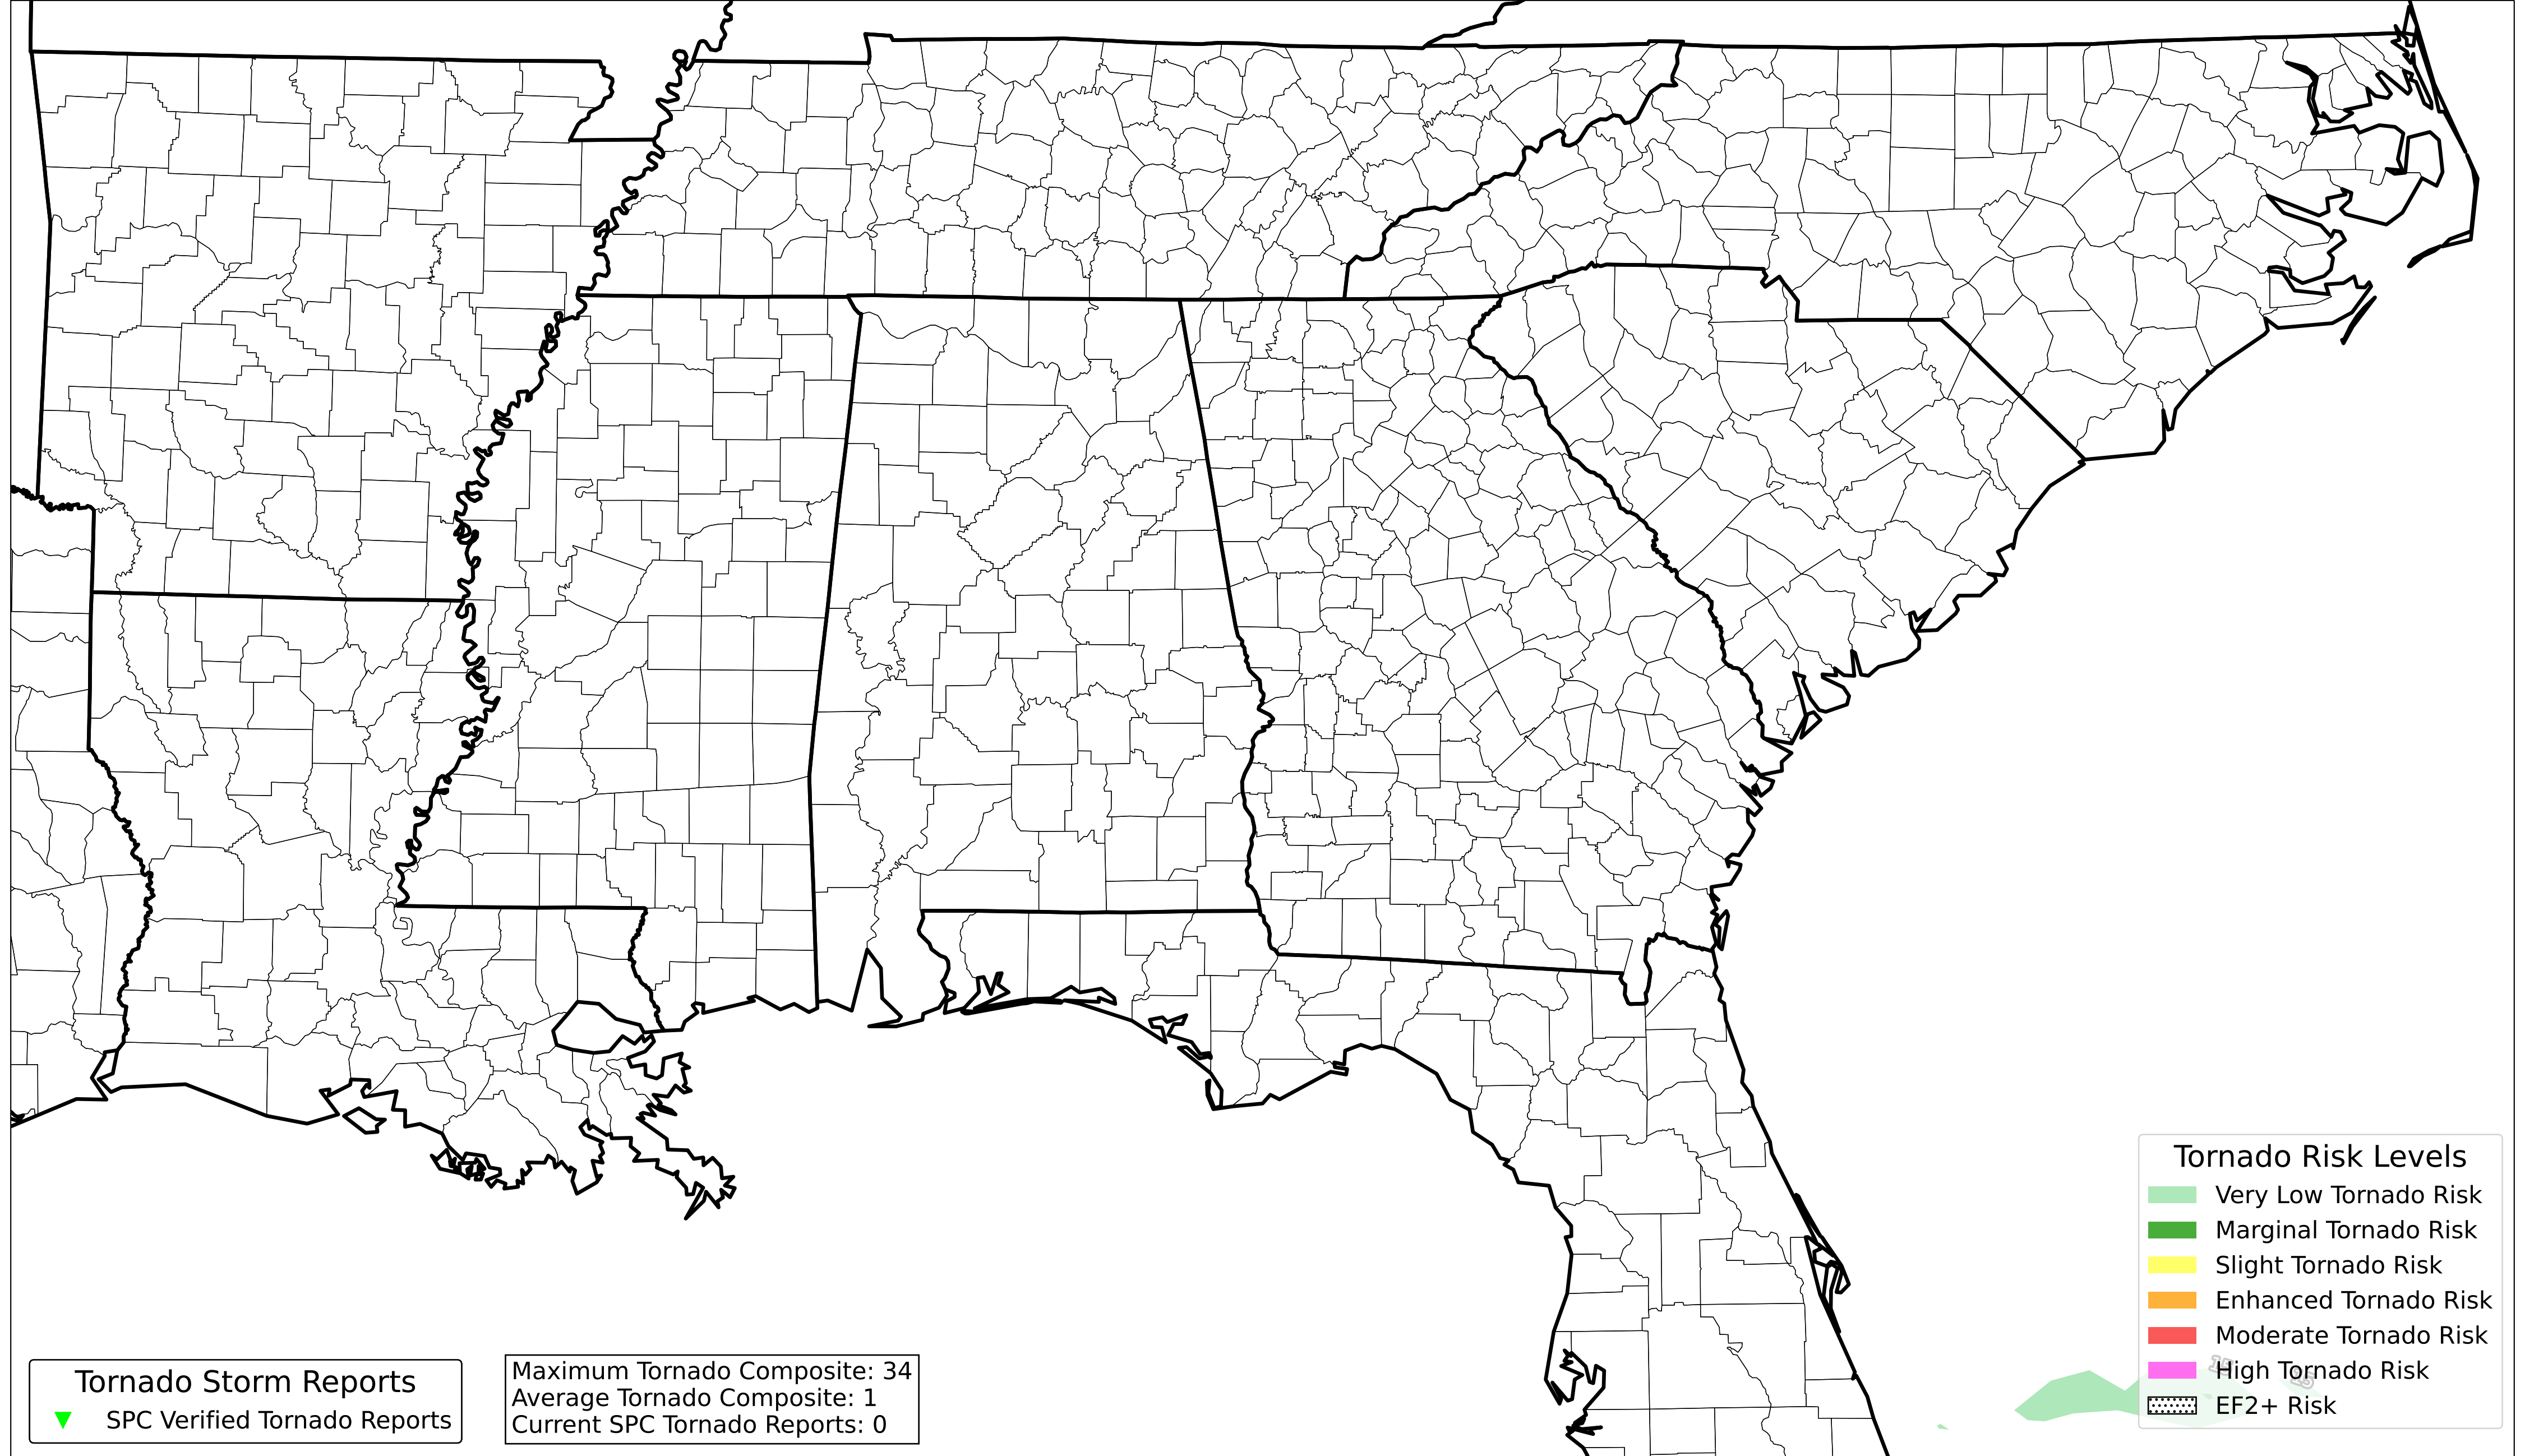 Tornado Storm Reports
SPC Verified Tornado Reports
Maximum Tornado Composite: 34
Average Tornado Composite: 1
Current SPC Tornado Reports: 0
Tornado Risk Levels
Very Low Tornado Risk
Marginal Tornado Risk
Slight Tornado Risk
Enhanced Tornado Risk
Moderate Tornado Risk
High Tornado Risk
EF2+ Risk